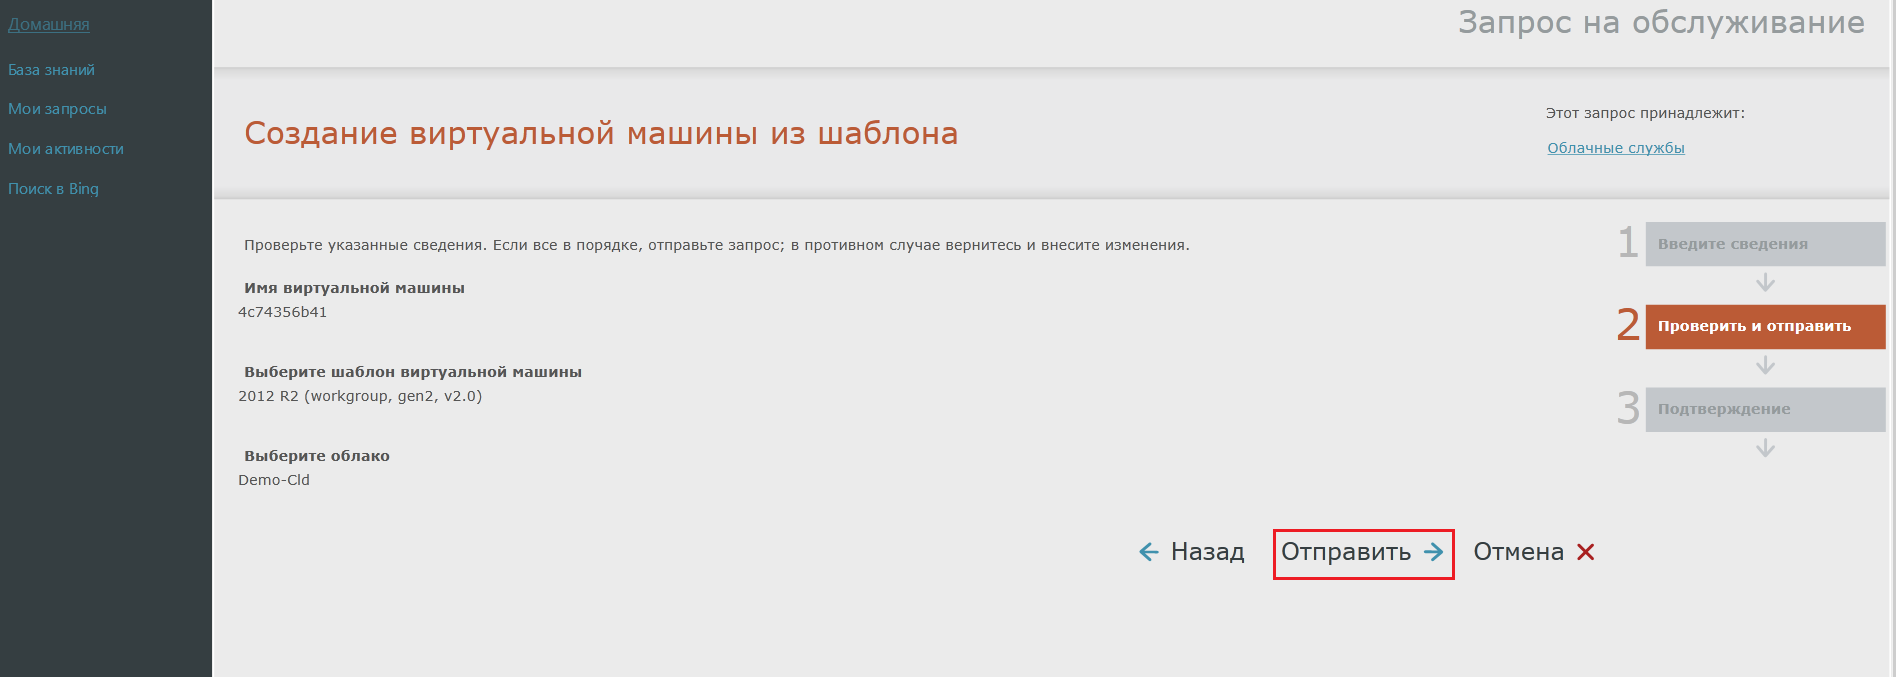 Домашняя
База знаний
Мои запросы
Мои активности
Поиск в Bing
Запрос на обслуживание
Создание виртуальной машины из шаблона
Этот запрос принадлежит:
Облачные службы
Проверьте указанные сведения. Если все в порядке, отправьте запрос; в противном случае вернитесь и внесите изменения.
Имя виртуальной машины
4c74356b41
Выберите шаблон виртуальной машины
2012 R2 (workgroup, gen2, v2.0)
Выберите облако
Demo-Cld
1 Введите сведения
2 Проверить и отправить
3 Подтверждение
Назад Отправить Отмена